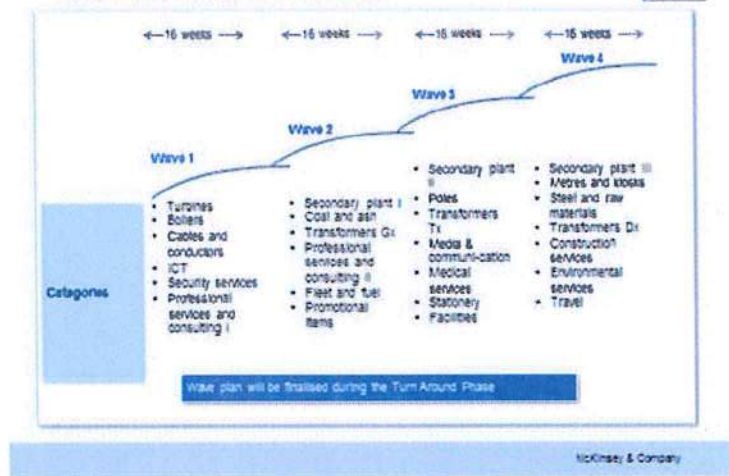 16 weeks
16 weeks
16 weeks
16 weeks
Wave 1
Wave 2
Wave 3
Wave 4
Categories
• Turbines
• Boilers
• Cables and
conductors
• ICT
• Security services
• Professional
services and
consulting I
• Secondary plant I
• Coal and ash
• Transformers Gx
• Professional
services and
consulting II
• Fleet and fuel
• Promotional
items
• Secondary plant
II
• Poles
• Transformers
Tx
• Media &
communi-cation
• Medical
services
• Stationery
• Facilities
• Secondary plant III
• Metres and kiosks
• Steel and raw
materials
• Transformers Dx
• Construction
services
• Environmental
services
• Travel
Wave plan will be finalised during the Turn Around Phase
McKinsey & Company